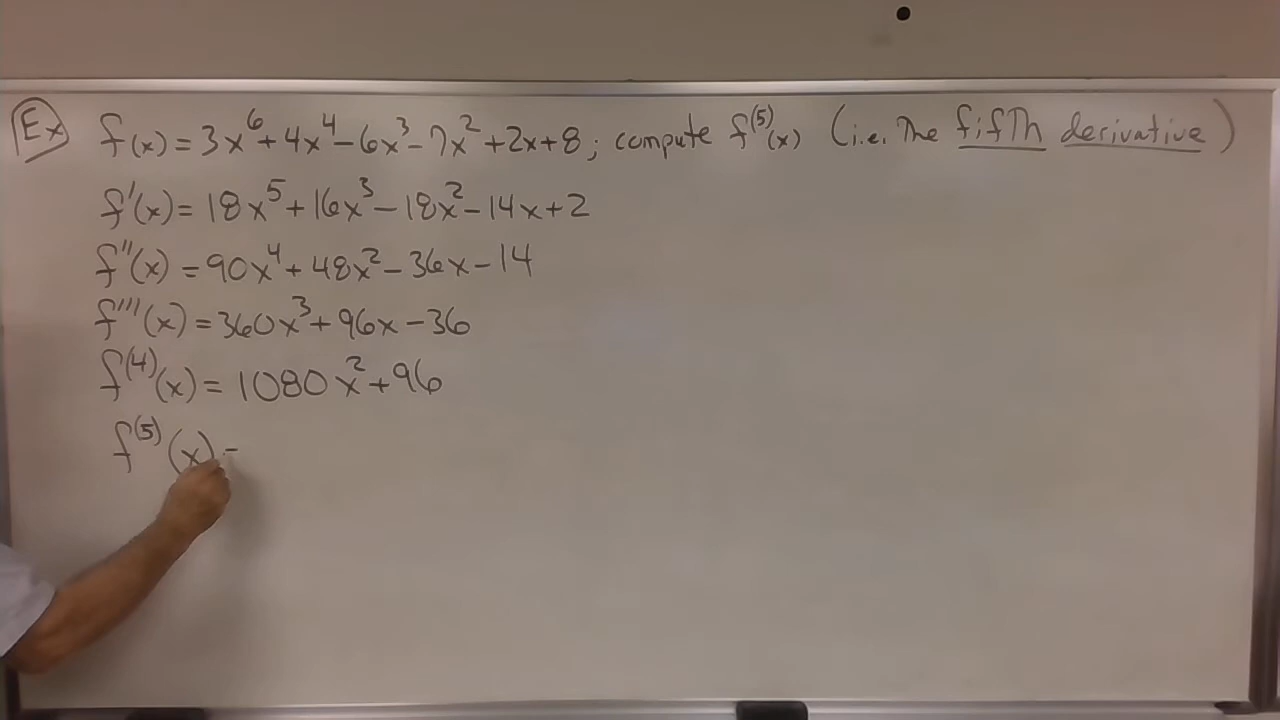 Ex f(x) = 3x⁶ + 4x⁴ - 6x³ - 7x² + 2x + 8 ; compute f⁽⁵⁾(x) (i.e. The fifTh derivative)
f'(x) = 18x⁵ + 16x³ - 18x² - 14x + 2
f''(x) = 90x⁴ + 48x² - 36x - 14
f'''(x) = 360x³ + 96x - 36
f⁽⁴⁾(x) = 1080x² + 96
f⁽⁵⁾(x) =